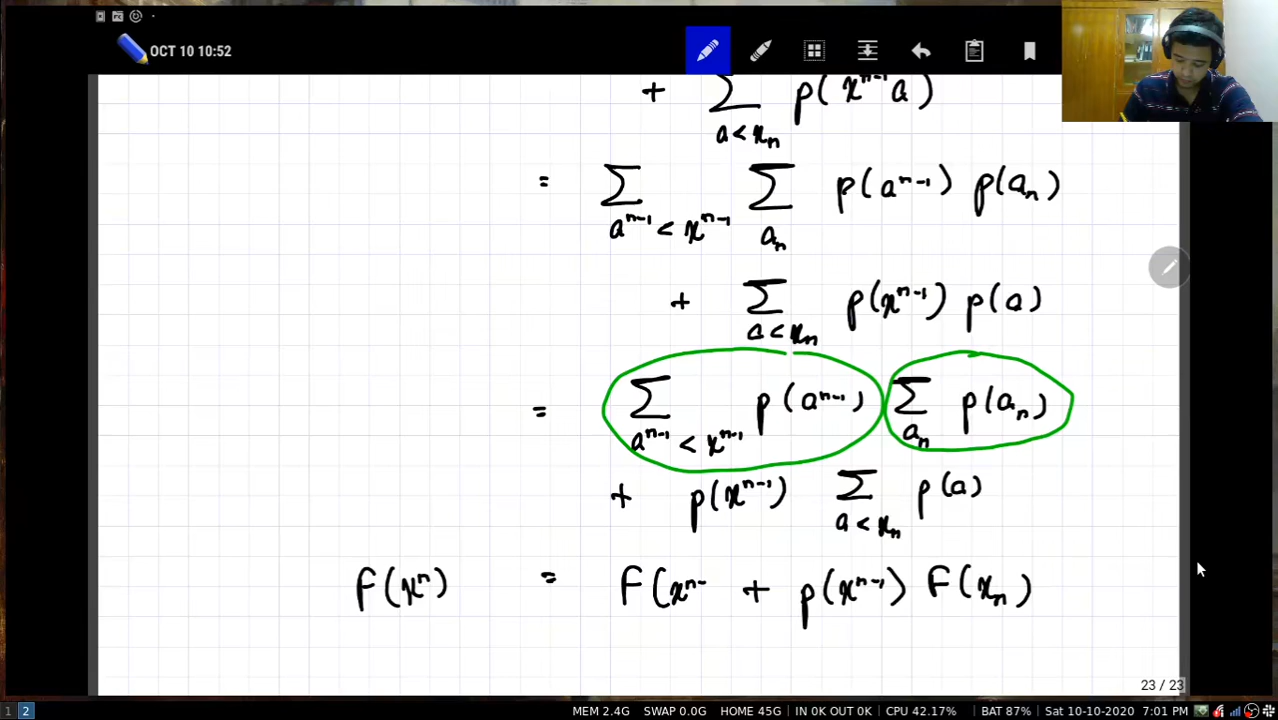 OCT 10 10:52
+ ∑_{a<x_n} p(x^{n-1}a)
= ∑_{a^{n-1}<x^{n-1}} ∑_{a_n} p(a^{n-1}) p(a_n)
+ ∑_{a<x_n} p(x^{n-1}) p(a)
= ∑_{a^{n-1}<x^{n-1}} p(a^{n-1}) ∑_{a_n} p(a_n)
+ p(x^{n-1}) ∑_{a<x_n} p(a)
F(x^n) = F(x^{n-} + p(x^{n-1}) F(x_n)
23 / 23
1 2 MEM 2.4G SWAP 0.0G HOME 45G IN 0K OUT 0K CPU 42.17% BAT 87% Sat 10-10-2020 7:01 PM